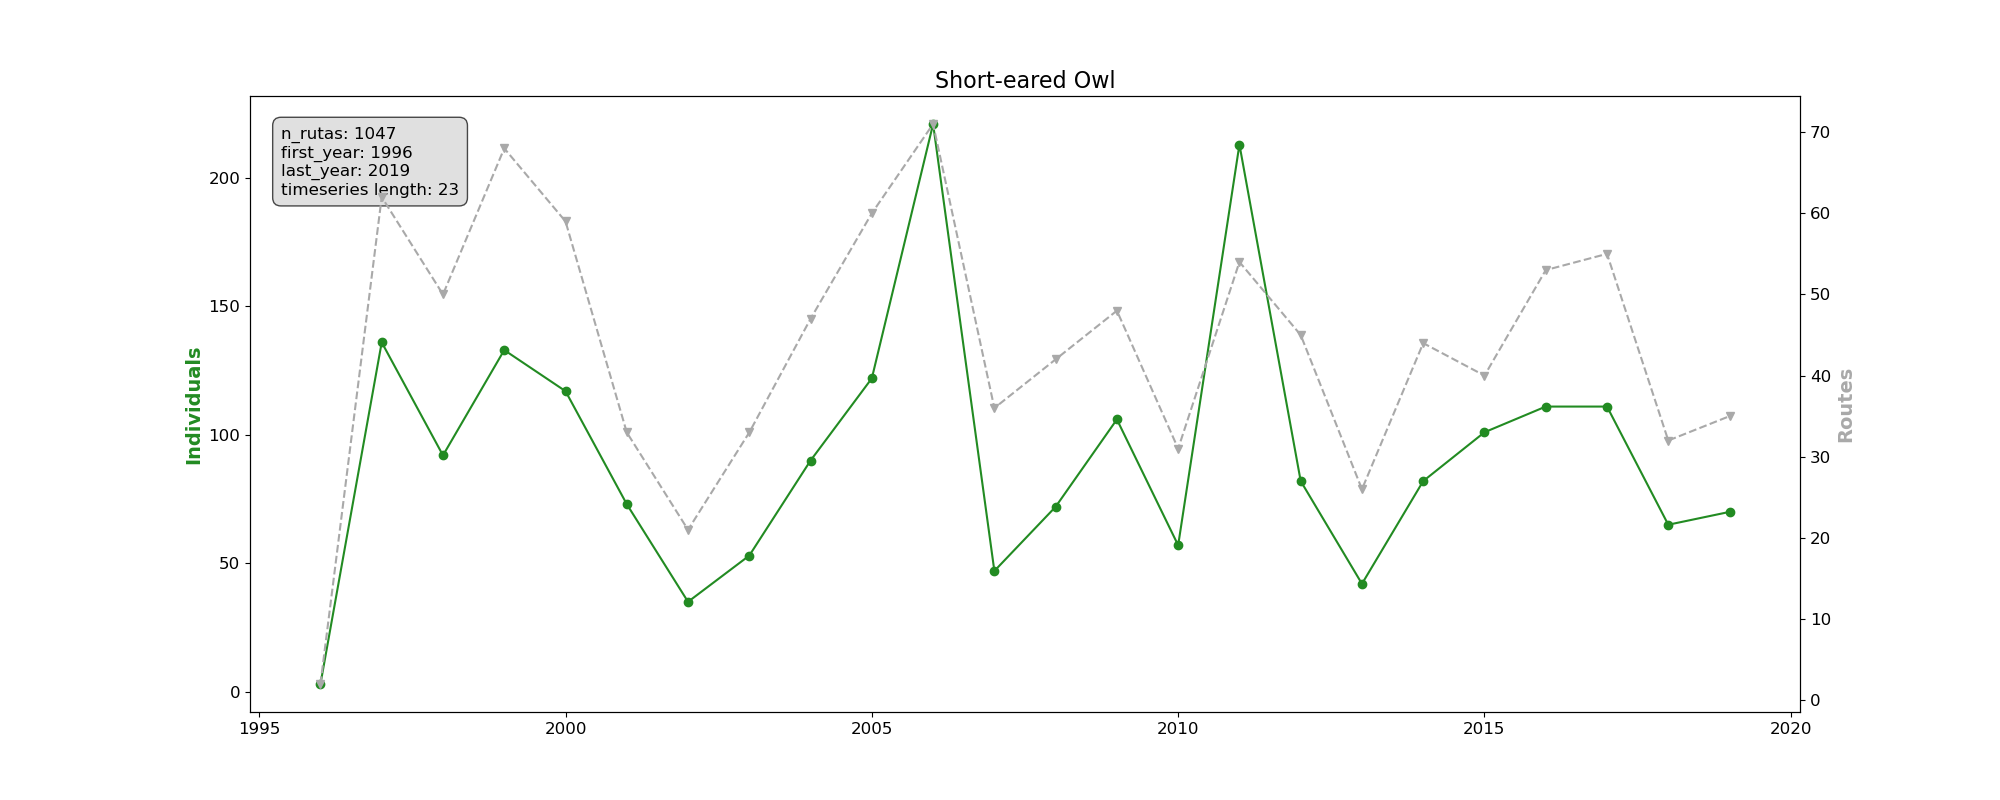 Short-eared Owl
n_rutas: 1047
first_year: 1996
last_year: 2019
timeseries length: 23
200
150
100
50
0
Individuals
70
60
50
40
30
20
10
0
Routes
1995
2000
2005
2010
2015
2020